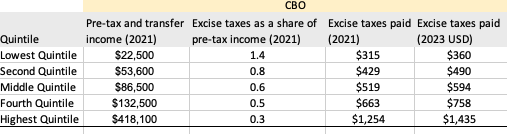 CBO
Quintile Pre-tax and transfer income (2021) Excise taxes as a share of pre-tax income (2021) Excise taxes paid (2021) Excise taxes paid (2023 USD)
Lowest Quintile $22,500 1.4 $315 $360
Second Quintile $53,600 0.8 $429 $490
Middle Quintile $86,500 0.6 $519 $594
Fourth Quintile $132,500 0.5 $663 $758
Highest Quintile $418,100 0.3 $1,254 $1,435